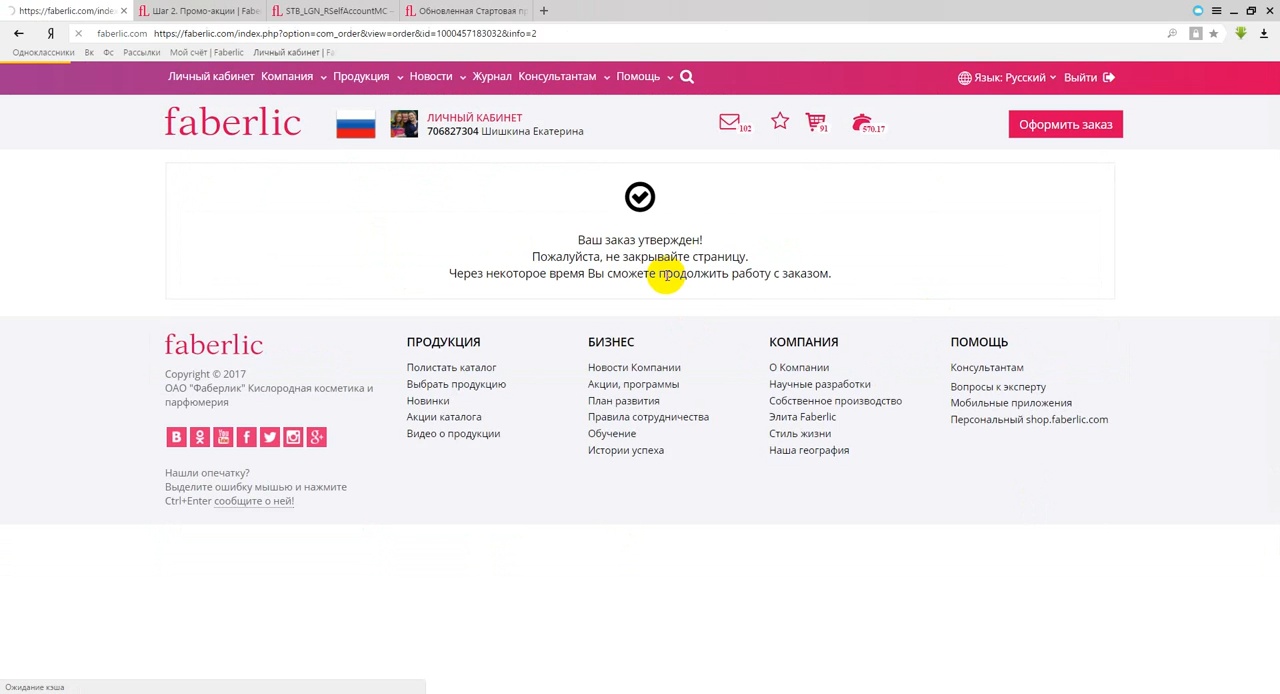 https://faberlic.com/index
Шаг 2. Промо-акции | Faber
STB_LGN_RSelfAccountMC
Обновленная Стартовая пр
faberlic.com https://faberlic.com/index.php?option=com_order&view=order&id=1000457183032&info=2
Одноклассники Вк Фс Рассылки Мой счёт | Faberlic Личный кабинет | Fa
Личный кабинет Компания Продукция Новости Журнал Консультантам Помощь
Язык: Русский Выйти
faberlic
ЛИЧНЫЙ КАБИНЕТ
706827304 Шишкина Екатерина
102
91
570.17
Оформить заказ
Ваш заказ утвержден!
Пожалуйста, не закрывайте страницу.
Через некоторое время Вы сможете продолжить работу с заказом.
faberlic
Copyright © 2017
ОАО "Фаберлик" Кислородная косметика и
парфюмерия
Нашли опечатку?
Выделите ошибку мышью и нажмите
Ctrl+Enter сообщите о ней!
ПРОДУКЦИЯ
Полистать каталог
Выбрать продукцию
Новинки
Акции каталога
Видео о продукции
БИЗНЕС
Новости Компании
Акции, программы
План развития
Правила сотрудничества
Обучение
Истории успеха
КОМПАНИЯ
О Компании
Научные разработки
Собственное производство
Элита Faberlic
Стиль жизни
Наша география
ПОМОЩЬ
Консультантам
Вопросы к эксперту
Мобильные приложения
Персональный shop.faberlic.com
Ожидание кэша